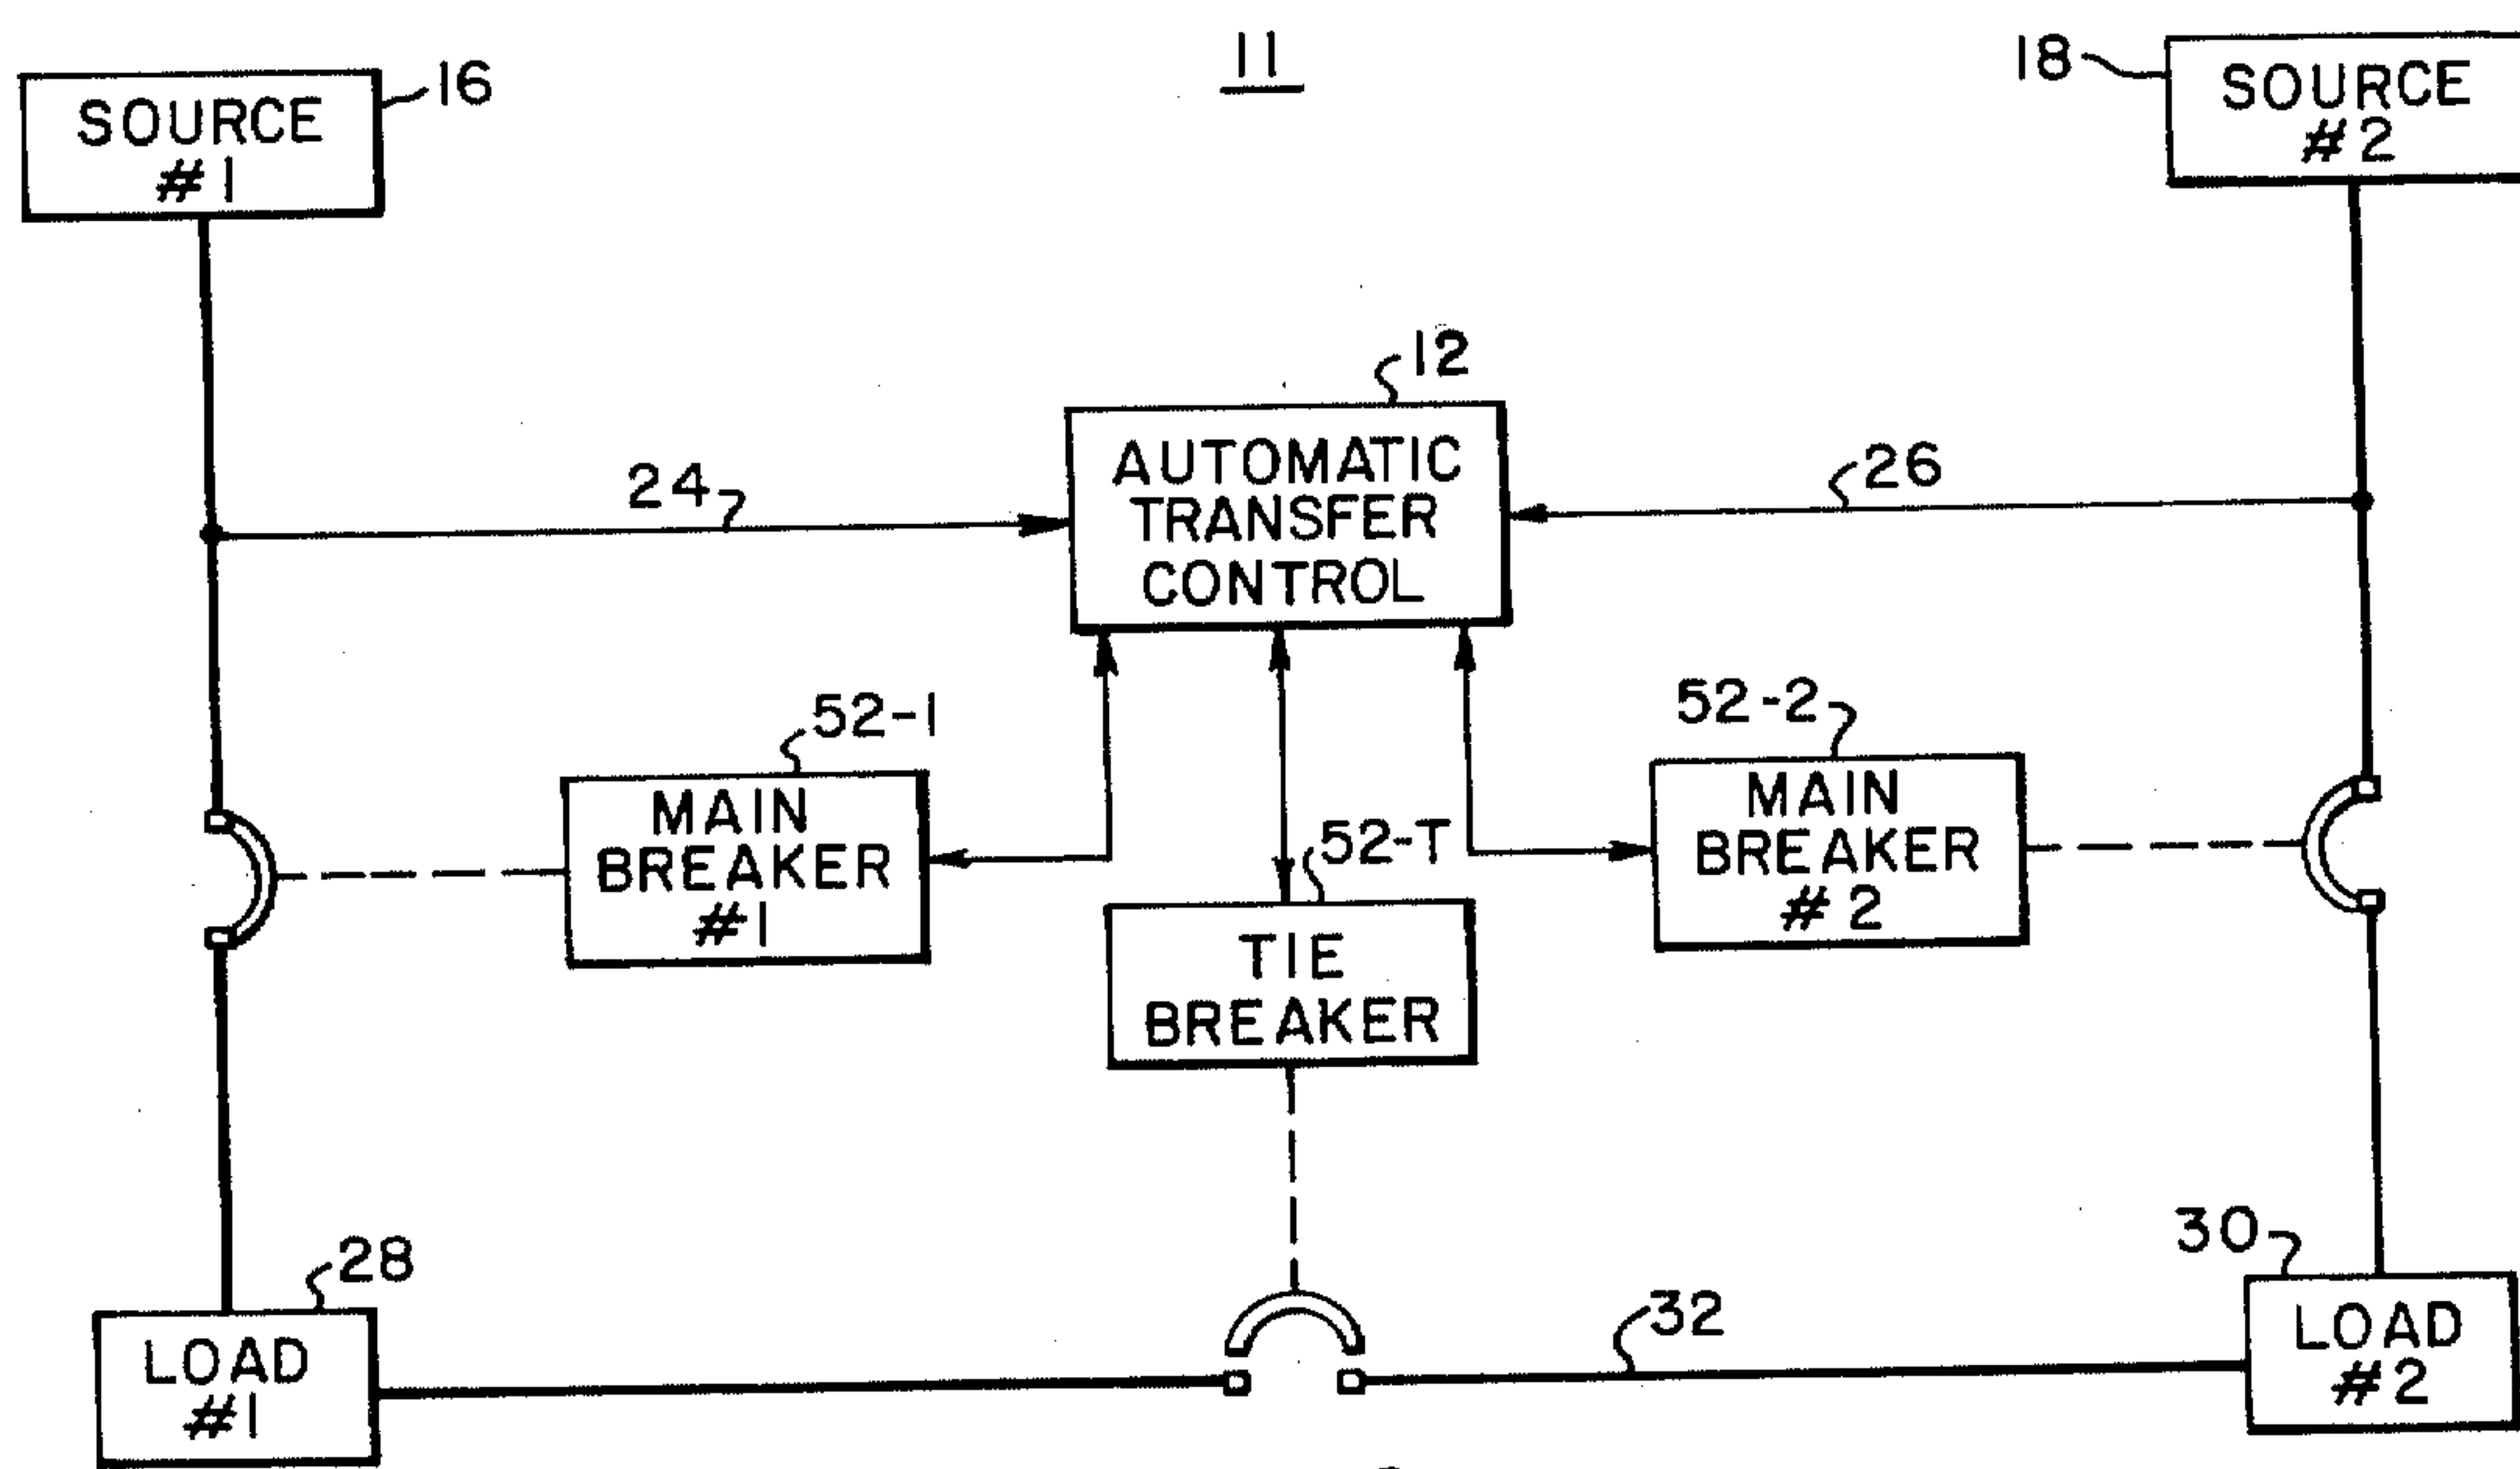 11
SOURCE
#1
16
18
SOURCE
#2
12
AUTOMATIC
TRANSFER
CONTROL
24
26
52-1
MAIN
BREAKER
#1
52-2
MAIN
BREAKER
#2
52-T
TIE
BREAKER
28
LOAD
#1
32
30
LOAD
#2